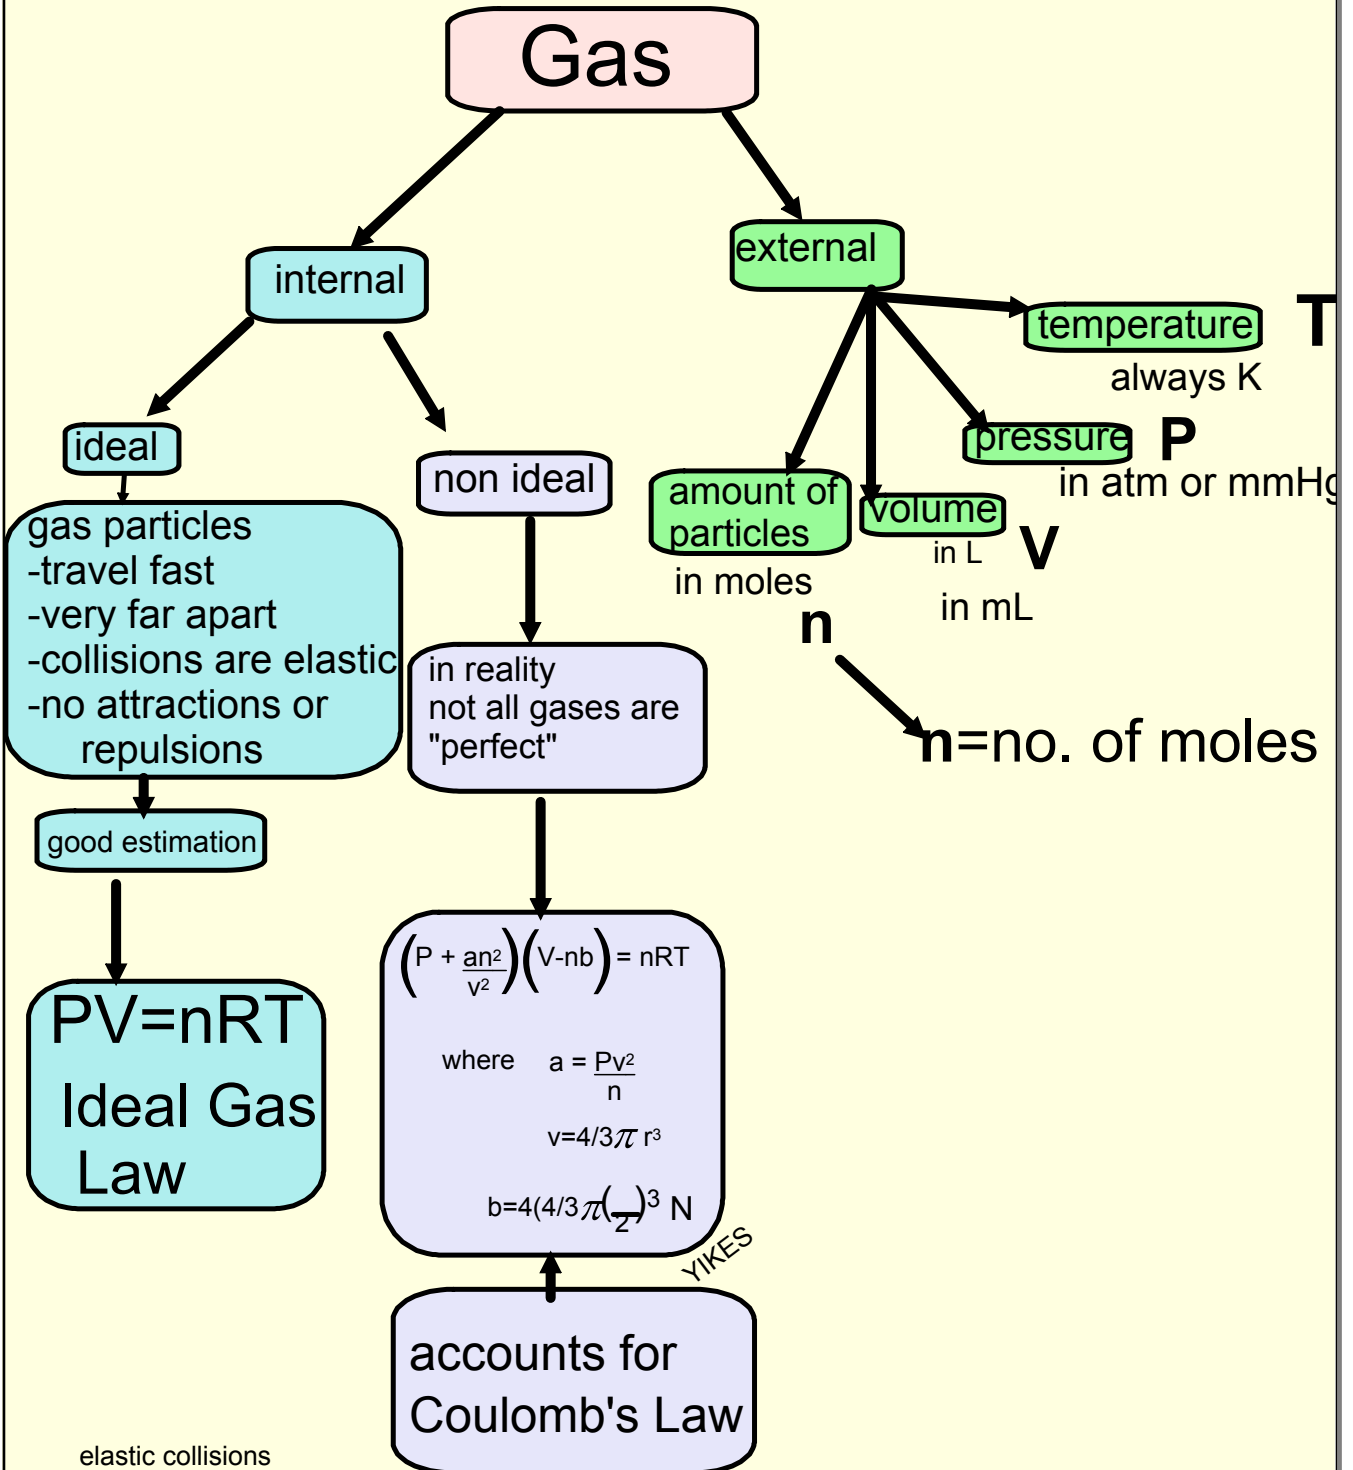 Gas
internal
external
temperature T
always K
pressure P
in atm or mmHg
amount of
particles
in moles
n
volume
in L V
in mL
n=no. of moles
ideal
gas particles
-travel fast
-very far apart
-collisions are elastic
-no attractions or
repulsions
good estimation
PV=nRT
Ideal Gas
Law
non ideal
in reality
not all gases are
"perfect"
(P + an²/v²)(V-nb) = nRT
where a = Pv²/n
v=4/3π r³
b=4(4/3π(—/2)³ N
YIKES
accounts for
Coulomb's Law
elastic collisions